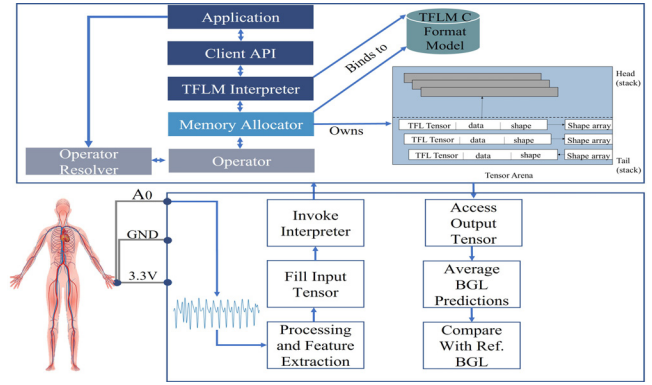 Application
Client API
TFLM Interpreter
Memory Allocator
Operator
Operator
Resolver
Binds to
Owns
TFLM C
Format
Model
Head
(stack)
TFL Tensor data shape Shape array
TFL Tensor data shape Shape array
TFL Tensor data shape Shape array
Tail
(stack)
Tensor Arena
A0
GND
3.3V
Invoke
Interpreter
Fill Input
Tensor
Processing
and Feature
Extraction
Access
Output
Tensor
Average
BGL
Predictions
Compare
With Ref.
BGL